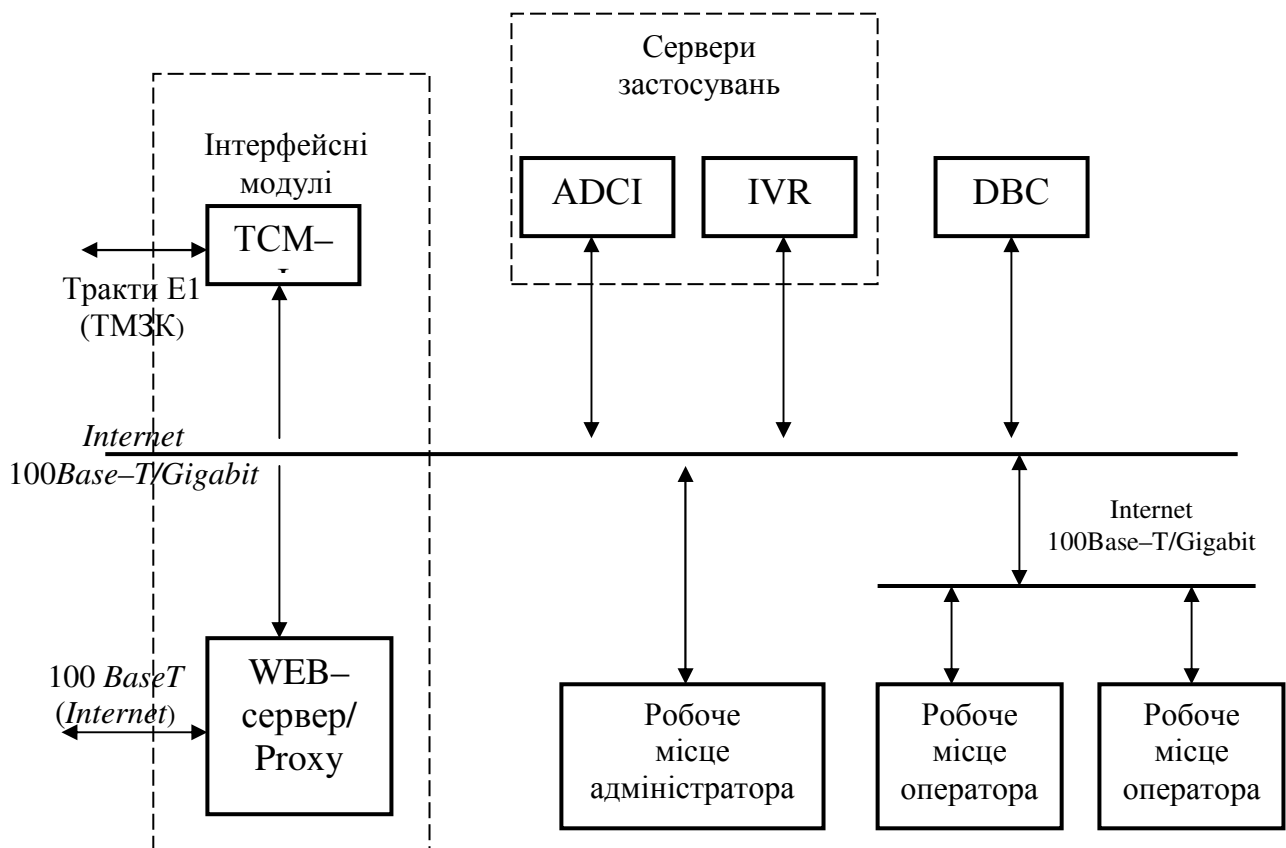 Сервери
застосувань
Інтерфейсні
модулі
ADCI
IVR
DBC
TCM–
Тракти E1
(ТМЗК)
Internet
100Base–T/Gigabit
Internet
100Base–T/Gigabit
100 BaseT
(Internet)
WEB–
сервер/
Proxy
Робоче
місце
адміністратора
Робоче
місце
оператора
Робоче
місце
оператора